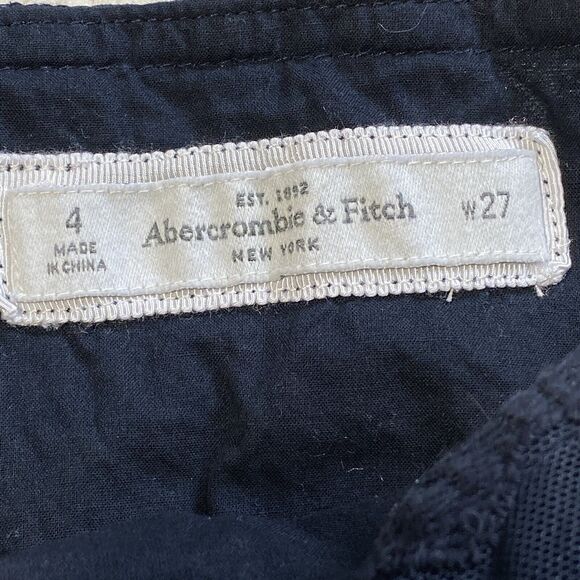 4
MADE
IN CHINA
EST. 1892
Abercrombie & Fitch
NEW YORK
W27